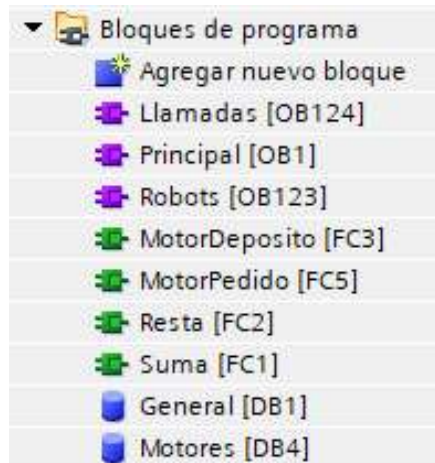 Bloques de programa
Agregar nuevo bloque
Llamadas [OB124]
Principal [OB1]
Robots [OB123]
MotorDeposito [FC3]
MotorPedido [FC5]
Resta [FC2]
Suma [FC1]
General [DB1]
Motores [DB4]